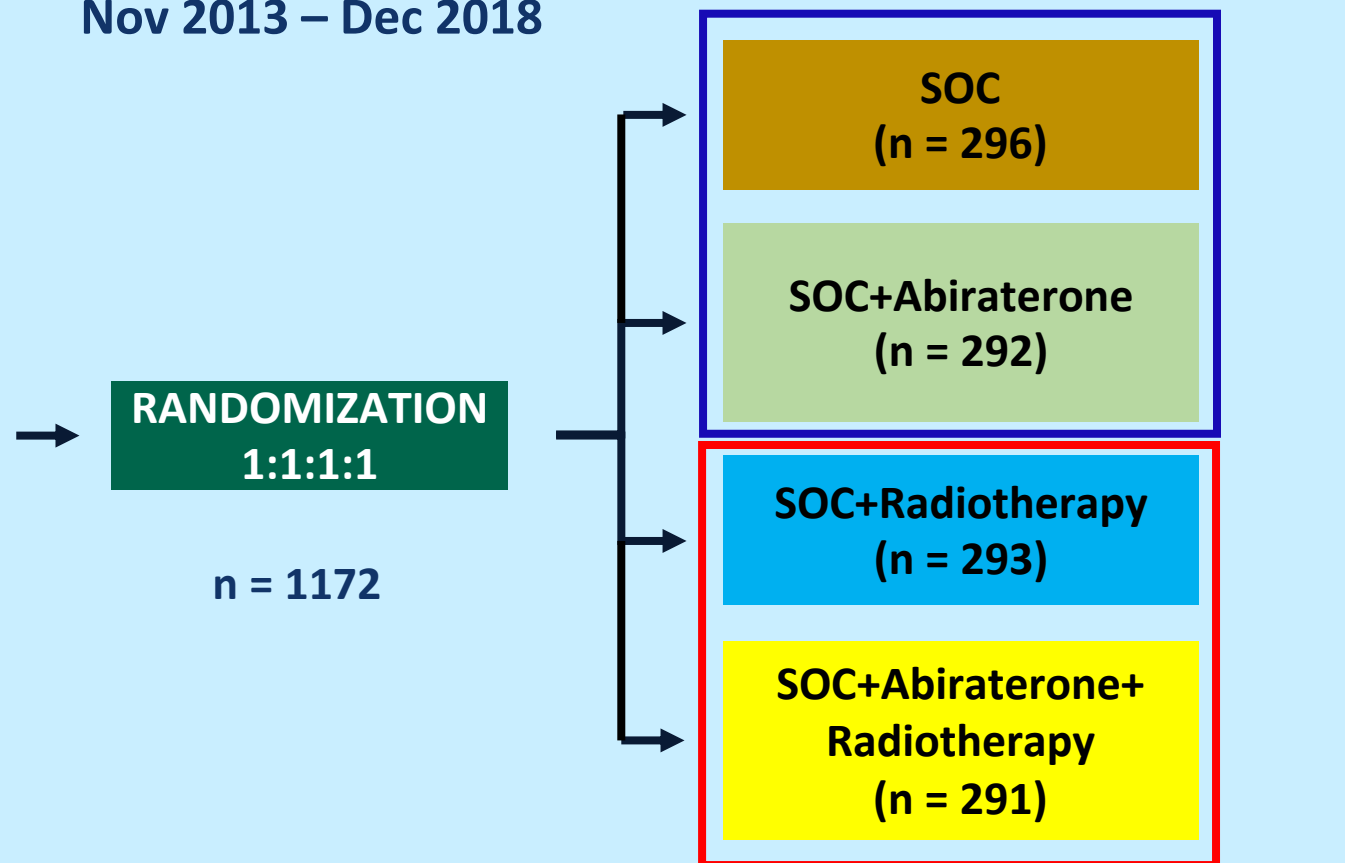 Nov 2013 – Dec 2018
RANDOMIZATION
1:1:1:1
n = 1172
SOC
(n = 296)
SOC+Abiraterone
(n = 292)
SOC+Radiotherapy
(n = 293)
SOC+Abiraterone+
Radiotherapy
(n = 291)